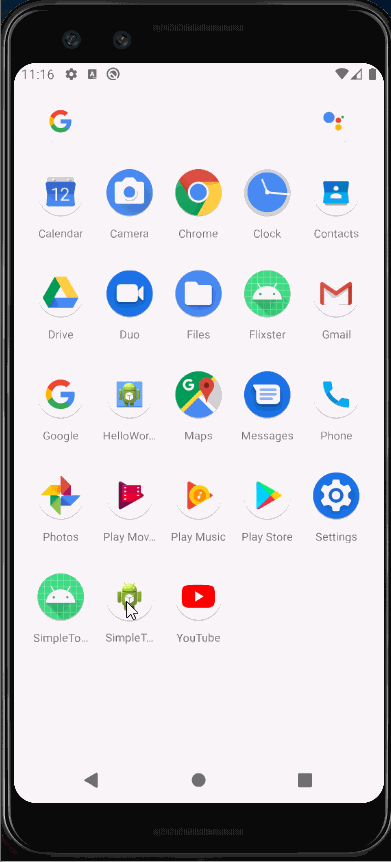 11:16
Calendar Camera Chrome Clock Contacts
Drive Duo Files Flixster Gmail
Google HelloWor... Maps Messages Phone
Photos Play Mov... Play Music Play Store Settings
SimpleTo... SimpleT... YouTube